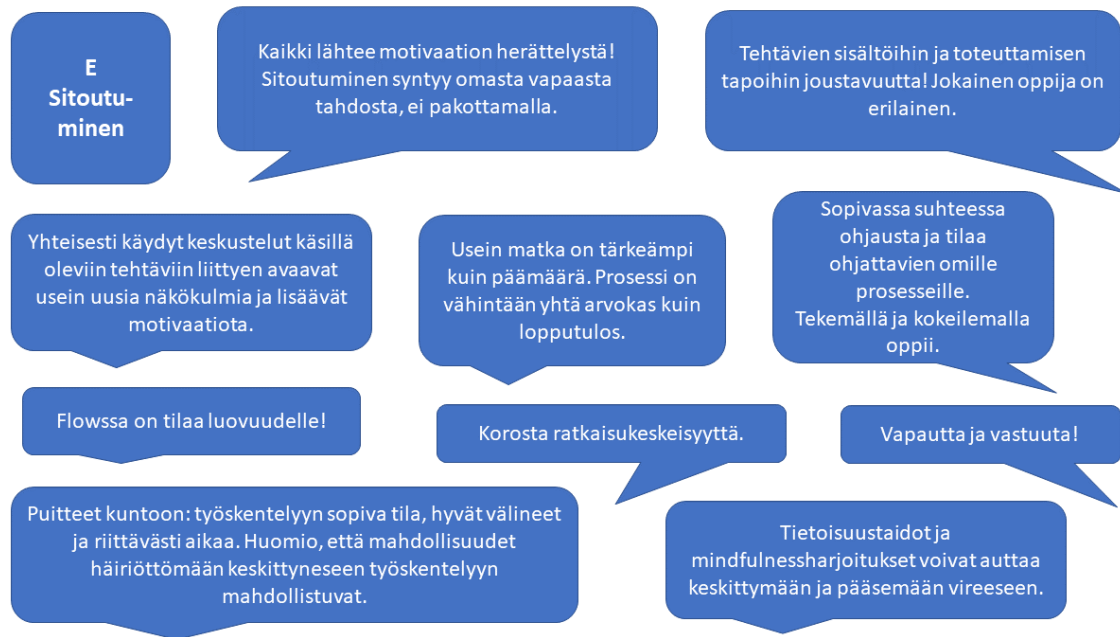 E
Sitoutu-
minen
Kaikki lähtee motivaation herättelystä!
Sitoutuminen syntyy omasta vapaasta
tahdosta, ei pakottamalla.
Tehtävien sisältöihin ja toteuttamisen
tapoihin joustavuutta! Jokainen oppija on
erilainen.
Yhteisesti käydyt keskustelut käsillä
oleviin tehtäviin liittyen avaavat
usein uusia näkökulmia ja lisäävät
motivaatiota.
Usein matka on tärkeämpi
kuin päämäärä. Prosessi on
vähintään yhtä arvokas kuin
lopputulos.
Sopivassa suhteessa
ohjausta ja tilaa
ohjattavien omille
prosesseille.
Tekemällä ja kokeilemalla
oppii.
Flowssa on tilaa luovuudelle!
Korosta ratkaisukeskeisyyttä.
Vapautta ja vastuuta!
Puitteet kuntoon: työskentelyyn sopiva tila, hyvät välineet
ja riittävästi aikaa. Huomio, että mahdollisuudet
häiriöttömään keskittyneseen työskentelyyn
mahdollistuvat.
Tietoisuustaidot ja
mindfulnessharjoitukset voivat auttaa
keskittymään ja pääsemään vireeseen.